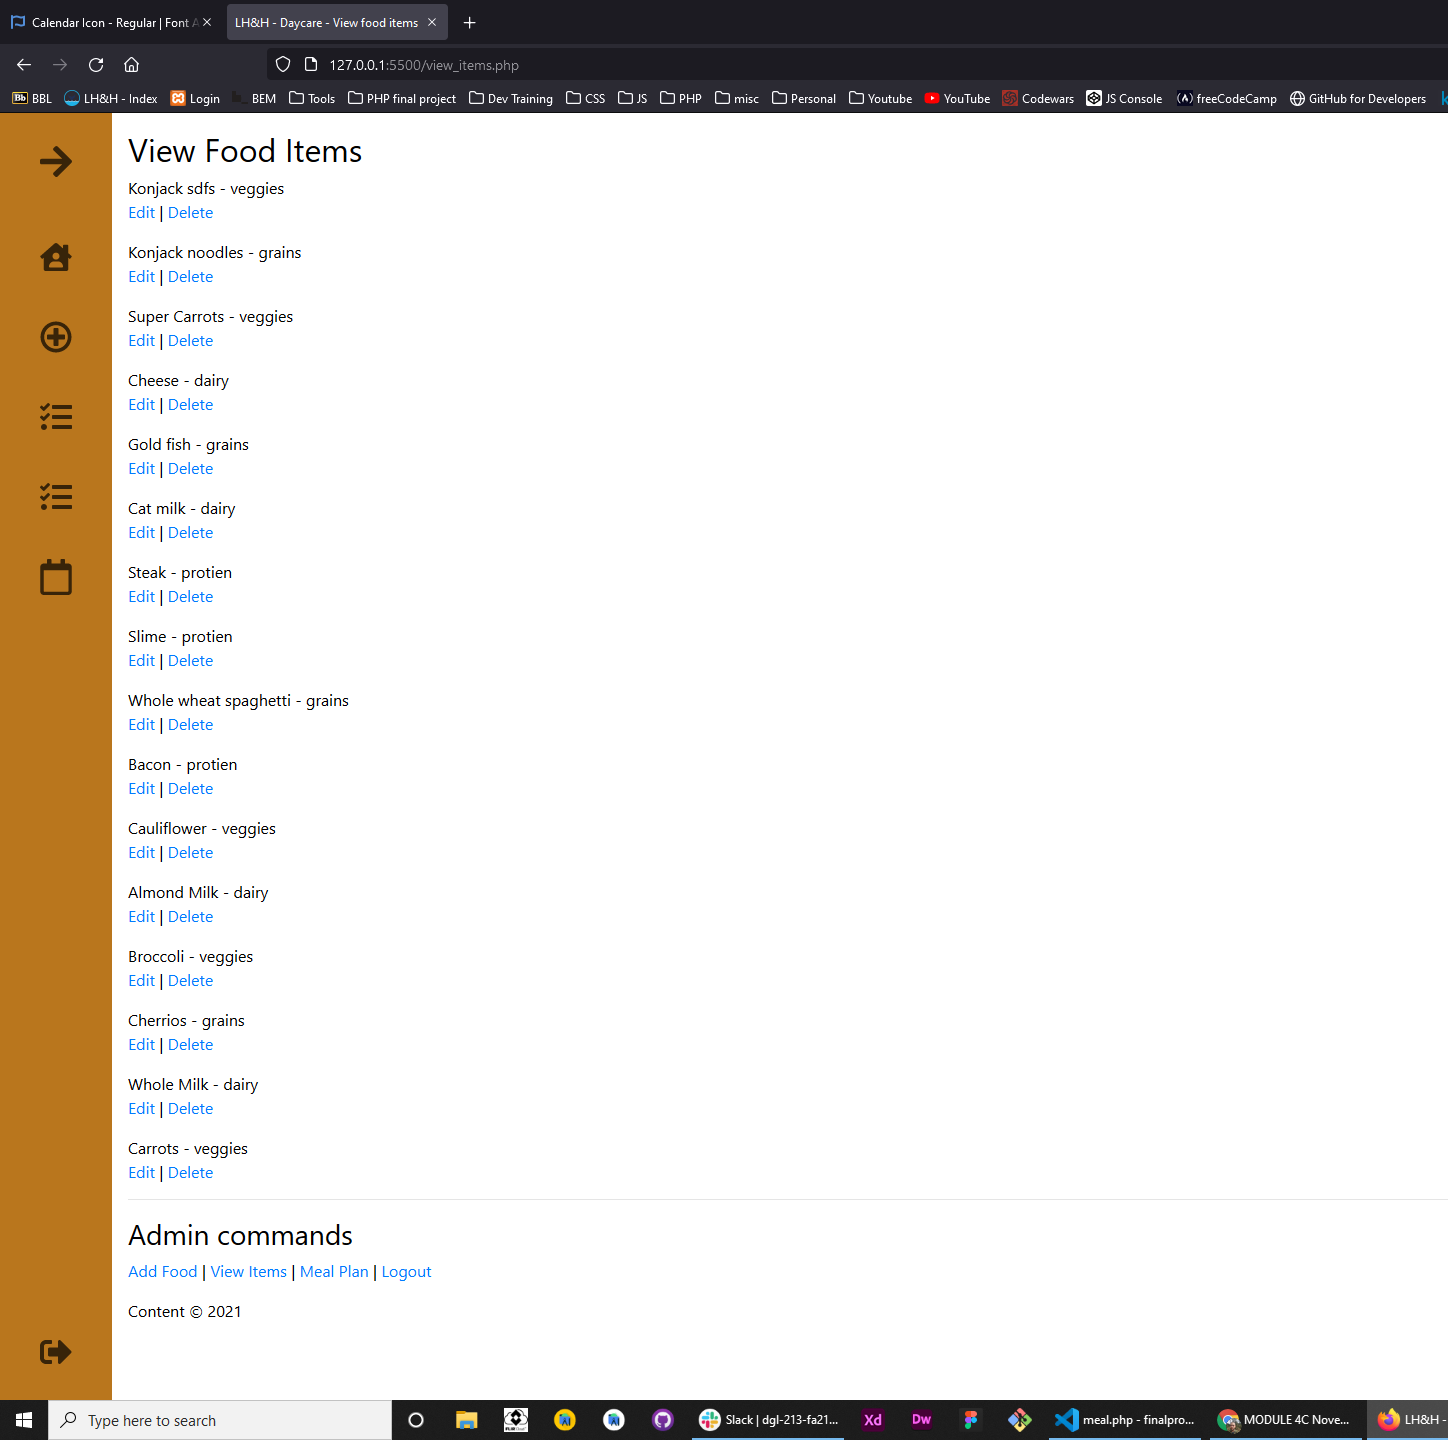 Calendar Icon - Regular | Font A
LH&H - Daycare - View food items
127.0.0.1:5500/view_items.php
BBL LH&H - Index Login BEM Tools PHP final project Dev Training CSS JS PHP misc Personal Youtube YouTube Codewars JS Console freeCodeCamp GitHub for Developers
View Food Items
Konjack sdfs - veggies
Edit | Delete
Konjack noodles - grains
Edit | Delete
Super Carrots - veggies
Edit | Delete
Cheese - dairy
Edit | Delete
Gold fish - grains
Edit | Delete
Cat milk - dairy
Edit | Delete
Steak - protien
Edit | Delete
Slime - protien
Edit | Delete
Whole wheat spaghetti - grains
Edit | Delete
Bacon - protien
Edit | Delete
Cauliflower - veggies
Edit | Delete
Almond Milk - dairy
Edit | Delete
Broccoli - veggies
Edit | Delete
Cherrios - grains
Edit | Delete
Whole Milk - dairy
Edit | Delete
Carrots - veggies
Edit | Delete
Admin commands
Add Food | View Items | Meal Plan | Logout
Content © 2021
Type here to search
Xd
Dw
Slack | dgl-213-fa21...
meal.php - finalpro...
MODULE 4C Nove...
LH&H -